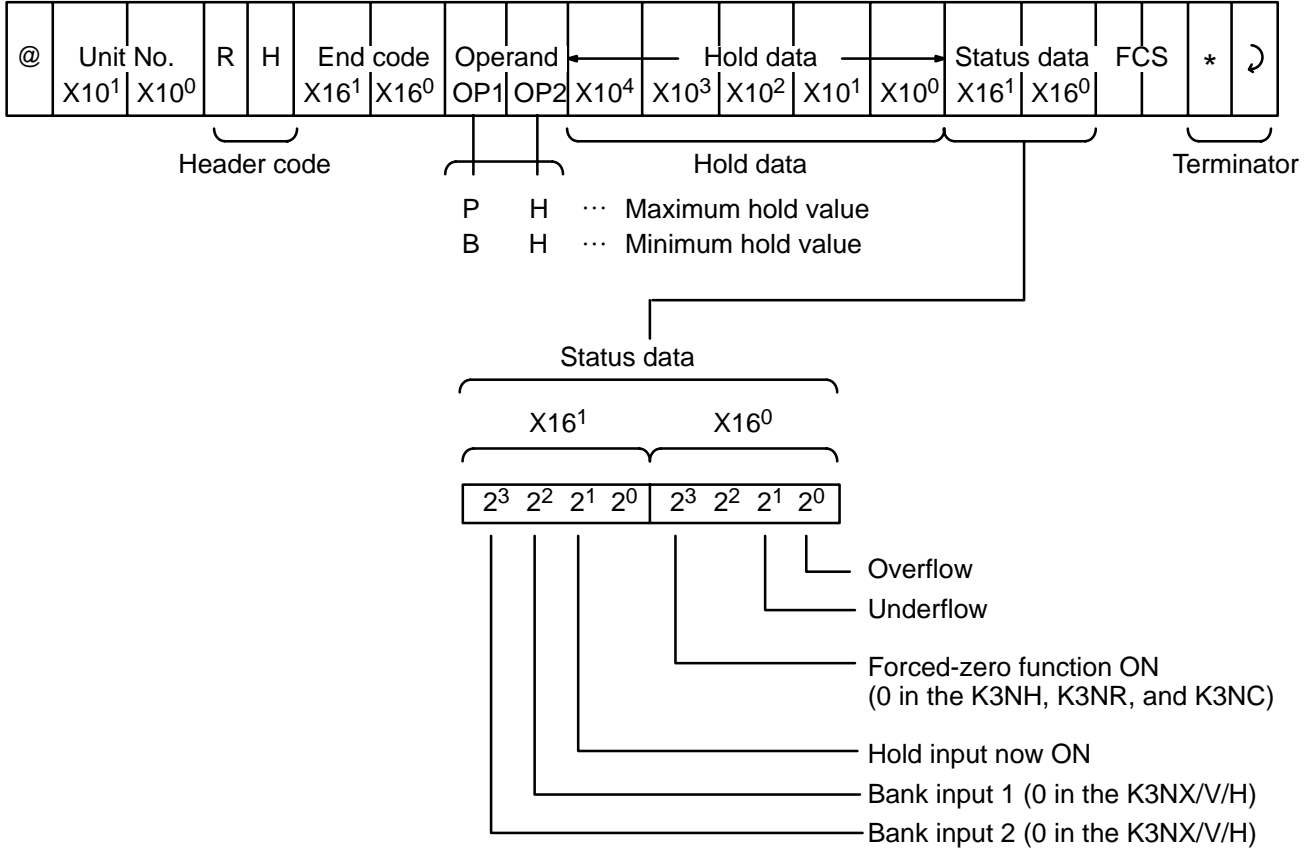 @ Unit No. R H End code Operand Hold data Status data FCS * 
X10¹ X10⁰ X16¹ X16⁰ OP1 OP2 X10⁴ X10³ X10² X10¹ X10⁰ X16¹ X16⁰
Header code Hold data Terminator
P H ··· Maximum hold value
B H ··· Minimum hold value
Status data
X16¹ X16⁰
2³ 2² 2¹ 2⁰ 2³ 2² 2¹ 2⁰
Overflow
Underflow
Forced-zero function ON
(0 in the K3NH, K3NR, and K3NC)
Hold input now ON
Bank input 1 (0 in the K3NX/V/H)
Bank input 2 (0 in the K3NX/V/H)